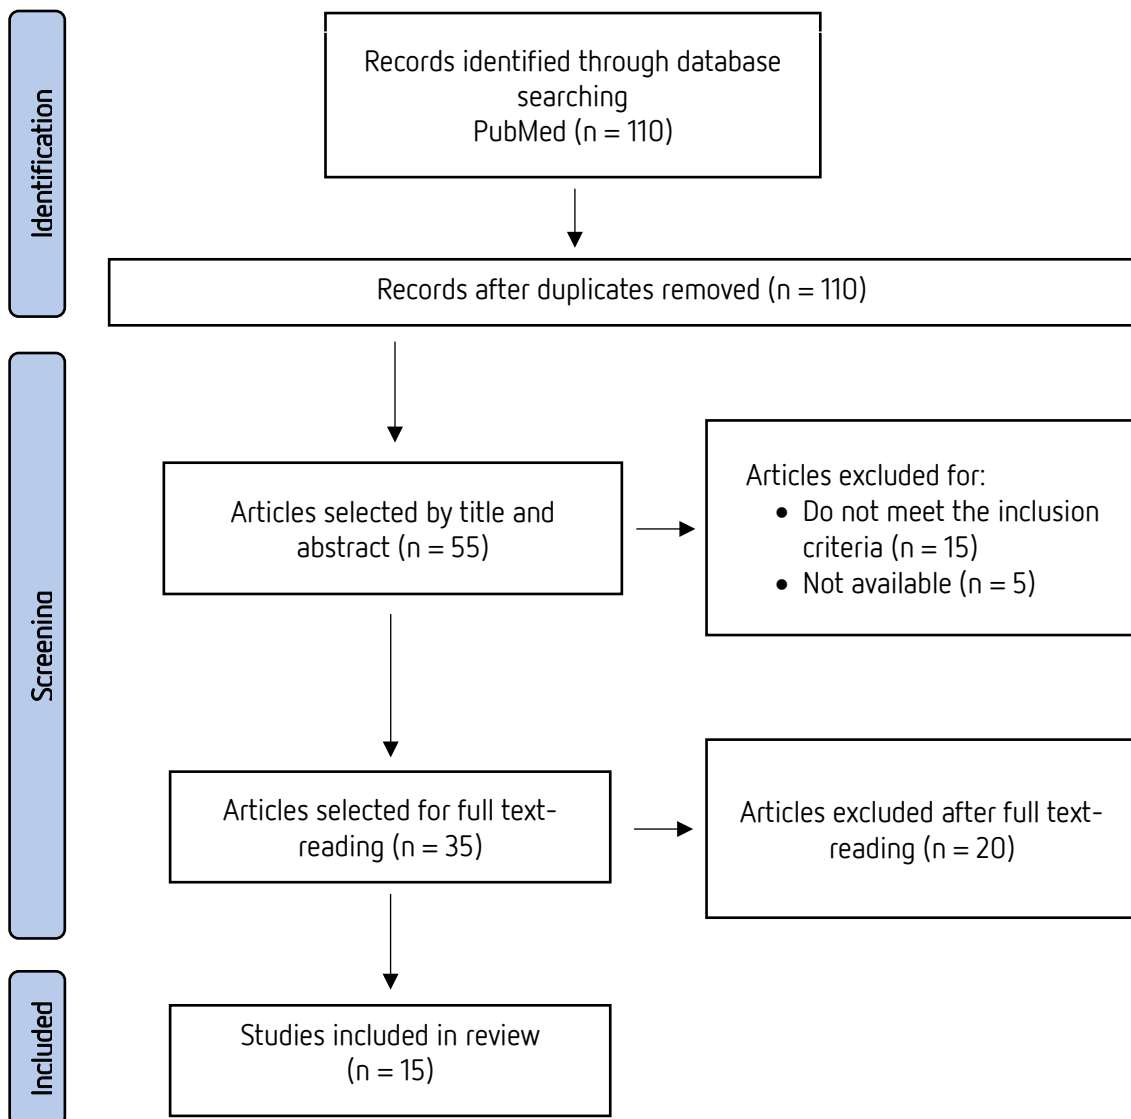 Identification
Records identified through database
searching
PubMed (n = 110)
Records after duplicates removed (n = 110)
Screening
Articles selected by title and
abstract (n = 55)
Articles excluded for:
• Do not meet the inclusion
criteria (n = 15)
• Not available (n = 5)
Articles selected for full text-
reading (n = 35)
Articles excluded after full text-
reading (n = 20)
Included
Studies included in review
(n = 15)